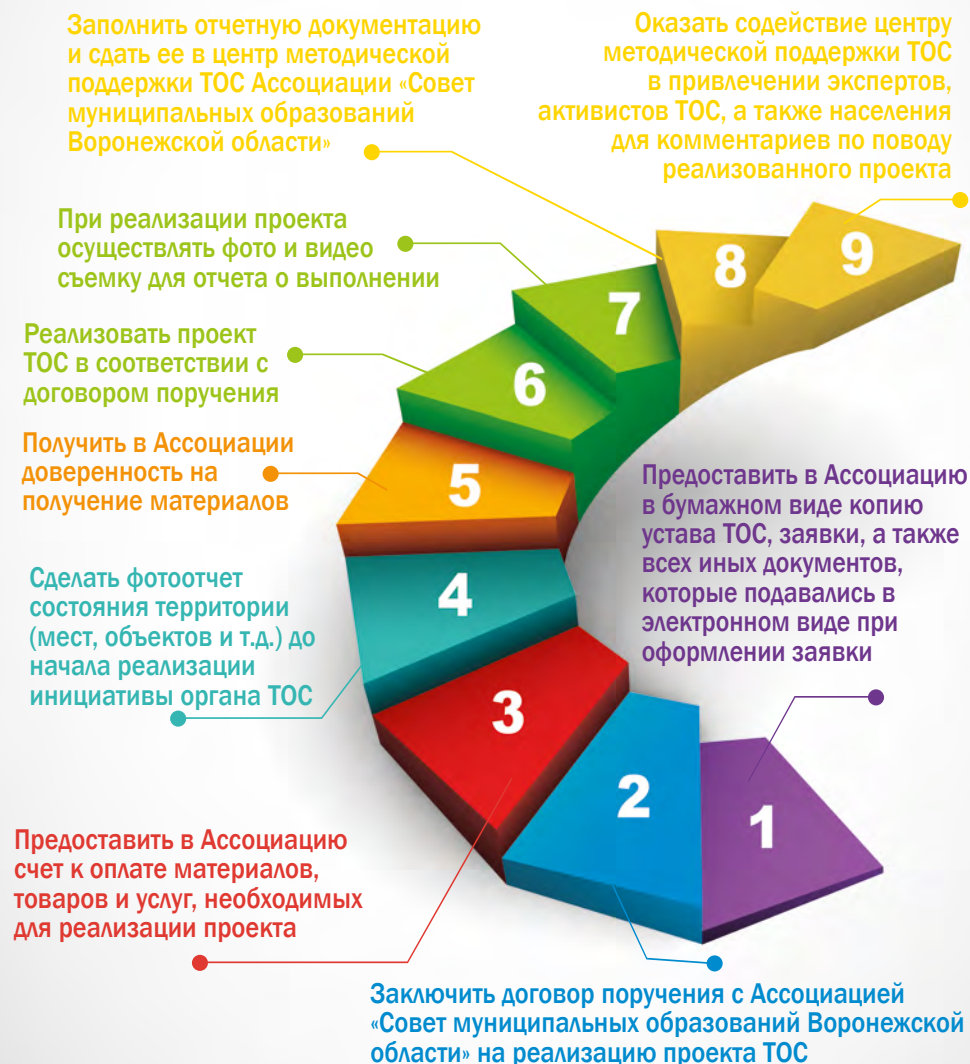 Заполнить отчетную документацию
и сдать ее в центр методической
поддержки ТОС Ассоциации «Совет
муниципальных образований
Воронежской области»
Оказать содействие центру
методической поддержки ТОС
в привлечении экспертов,
активистов ТОС, а также населения
для комментариев по поводу
реализованного проекта
При реализации проекта
осуществлять фото и видео
съемку для отчета о выполнении
Реализовать проект
ТОС в соответствии с
договором поручения
Получить в Ассоциации
доверенность на
получение материалов
Сделать фотоотчет
состояния территории
(мест, объектов и т.д.) до
начала реализации
инициативы органа ТОС
Предоставить в Ассоциацию
в бумажном виде копию
устава ТОС, заявки, а также
всех иных документов,
которые подавались в
электронном виде при
оформлении заявки
Предоставить в Ассоциацию
счет к оплате материалов,
товаров и услуг, необходимых
для реализации проекта
Заключить договор поручения с Ассоциацией
«Совет муниципальных образований Воронежской
области» на реализацию проекта ТОС
9
8
7
6
5
4
3
2
1